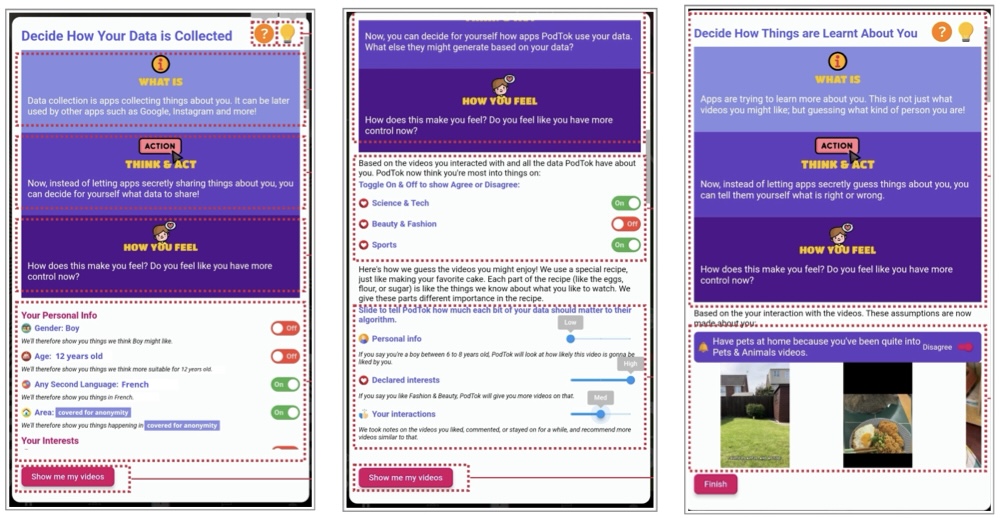 Decide How Your Data is Collected
?
i
WHAT IS
Data collection is apps collecting things about you. It can be later
used by other apps such as Google, Instagram and more!
ACTION
THINK & ACT
Now, instead of letting apps secretly sharing things about you, you
can decide for yourself what data to share!
HOW YOU FEEL
How does this make you feel? Do you feel like you have more
control now?
Your Personal Info
Gender: Boy
Off
We'll therefore show you things we think Boy might like.
Age: 12 years old
Off
We'll therefore show you things we think more suitable for 12 years old.
Any Second Language: French
On
We'll therefore show you things in French.
Area: covered for anonymity
On
We'll therefore show you things happening in covered for anonymity
Your Interests
Show me my videos
Now, you can decide for yourself how apps PodTok use your data.
What else they might generate based on your data?
HOW YOU FEEL
How does this make you feel? Do you feel like you have more
control now?
Based on the videos you interacted with and all the data PodTok have about
you. PodTok now think you're most into things on:
Toggle On & Off to show Agree or Disagree:
Science & Tech
On
Beauty & Fashion
Off
Sports
On
Here's how we guess the videos you might enjoy! We use a special recipe,
just like making your favorite cake. Each part of the recipe (like the eggs,
flour, or sugar) is like the things we know about what you like to watch. We
give these parts different importance in the recipe.
Slide to tell PodTok how much each bit of your data should matter to their
algorithm.
Low
Personal info
If you say you're a boy between 6 to 8 years old, PodTok will look at how likely this video is gonna be
liked by you.
High
Declared interests
If you say you like Fashion & Beauty, PodTok will give you more videos on that.
Med
Your interactions
We took notes on the videos you liked, commented, or stayed on for a while, and recommend more
videos similar to that.
Show me my videos
Decide How Things are Learnt About You
?
i
WHAT IS
Apps are trying to learn more about you. This is not just what
videos you might like; but guessing what kind of person you are!
ACTION
THINK & ACT
Now, instead of letting apps secretly guess things about you, you
can tell them yourself what is right or wrong.
HOW YOU FEEL
How does this make you feel? Do you feel like you have more
control now?
Based on your interaction with the videos. These assumptions are now
made about you:
Have pets at home because you've been quite into
Pets & Animals videos.
Disagree
Finish